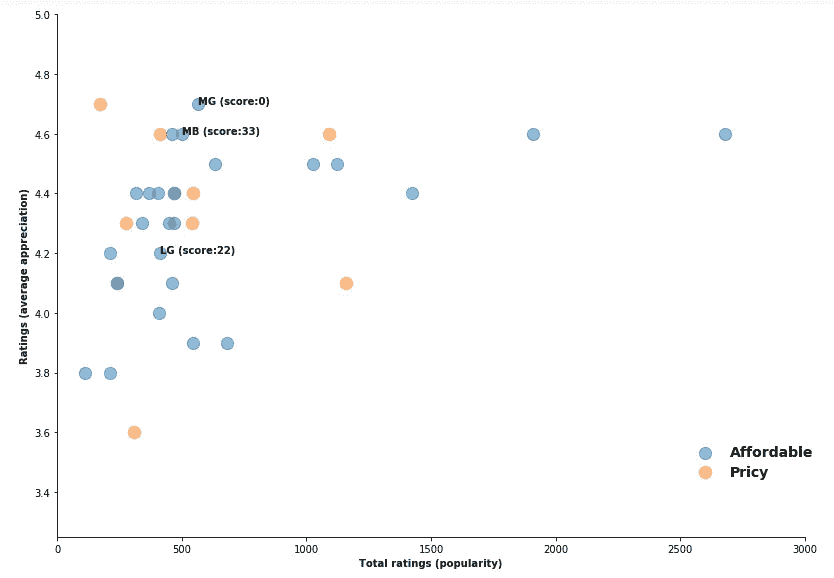 5.0
4.8
MG (score:0)
4.6
MB (score:33)
4.4
4.2
LG (score:22)
4.0
3.8
3.6
3.4
Ratings (average appreciation)
Affordable
Pricy
0 500 1000 1500 2000 2500 3000
Total ratings (popularity)